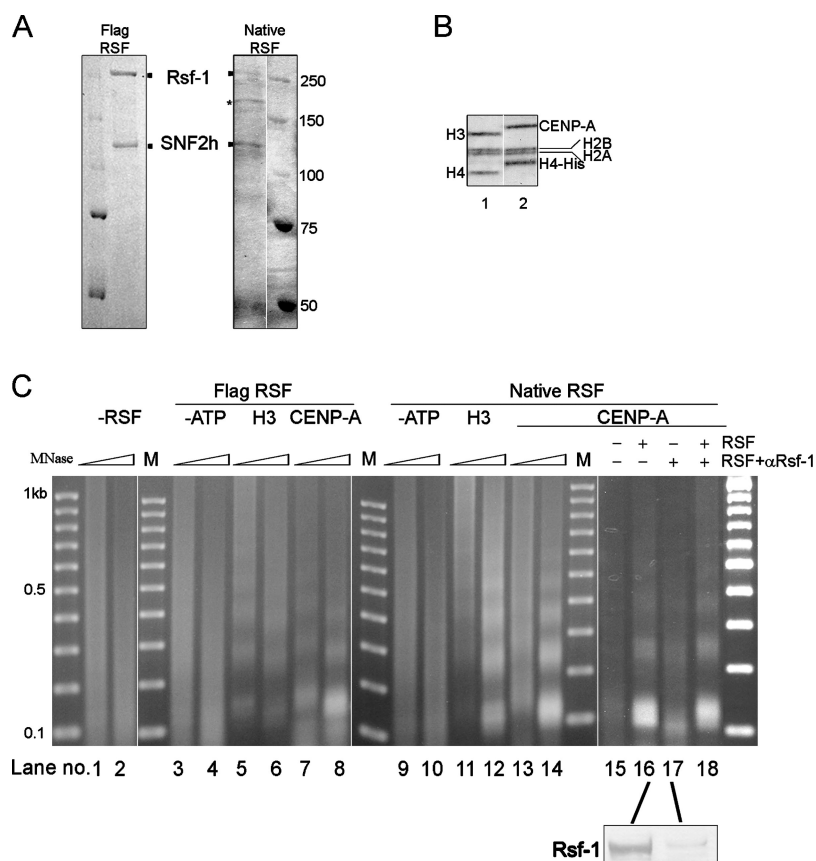 A
Flag
RSF
Native
RSF
Rsf-1
SNF2h
*
250
150
100
75
50
B
H3
H4
CENP-A
H2B
H2A
H4-His
1 2
C
Flag RSF
Native RSF
-RSF
-ATP H3 CENP-A
-ATP H3 CENP-A
– + – + RSF
– – + + RSF+αRsf-1
MNase
M M M
1kb
0.5
0.1
Lane no. 1 2 3 4 5 6 7 8 9 10 11 12 13 14 15 16 17 18
Rsf-1